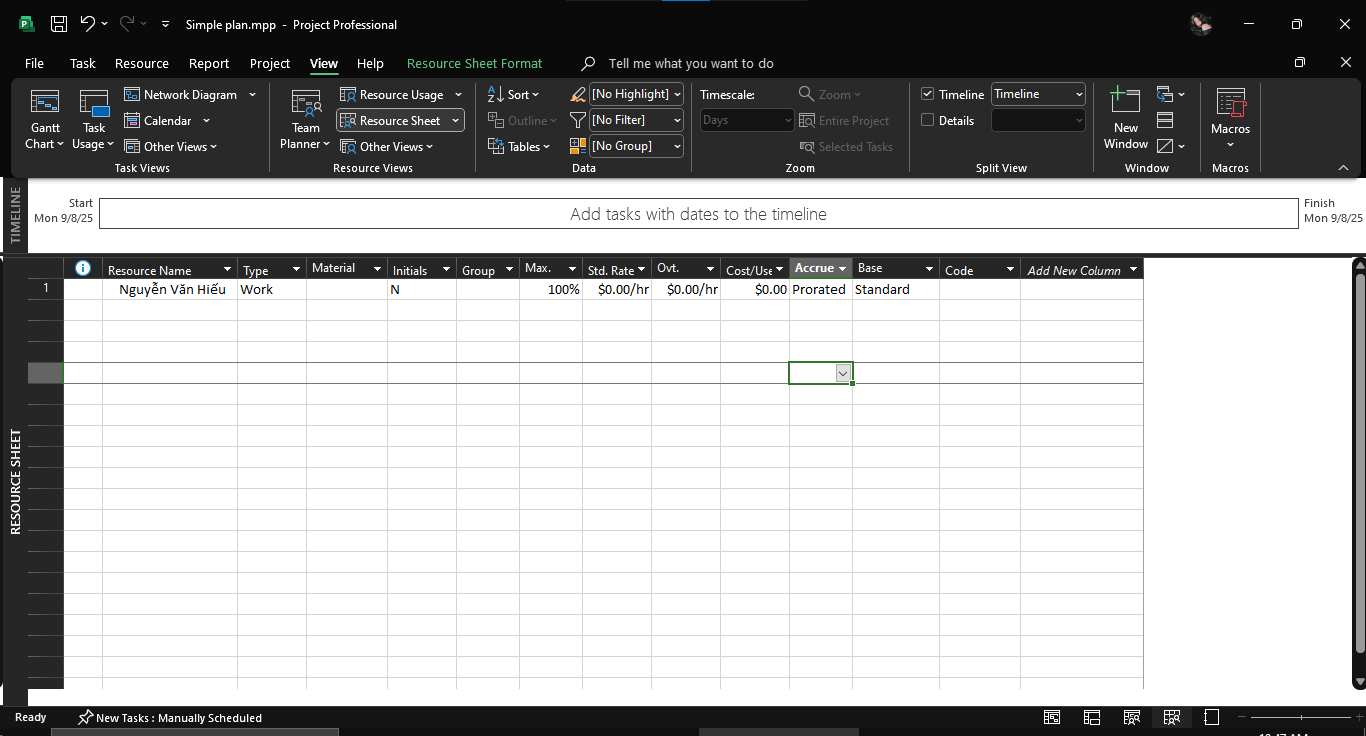 Simple plan.mpp - Project Professional
File Task Resource Report Project View Help Resource Sheet Format Tell me what you want to do
Gantt Chart
Task Usage
Network Diagram
Calendar
Other Views
Task Views
Team Planner
Resource Usage
Resource Sheet
Other Views
Resource Views
Sort
Outline
Tables
[No Highlight]
[No Filter]
[No Group]
Data
Timescale:
Days
Zoom
Entire Project
Selected Tasks
Zoom
Timeline Timeline
Details
Split View
New Window
Window
Macros
Macros
TIMELINE
Start
Mon 9/8/25
Add tasks with dates to the timeline
Finish
Mon 9/8/25
Resource Name Type Material Initials Group Max. Std. Rate Ovt. Cost/Use Accrue Base Code Add New Column
1 Nguyễn Văn Hiếu Work N 100% $0.00/hr $0.00/hr $0.00 Prorated Standard
RESOURCE SHEET
Ready New Tasks : Manually Scheduled